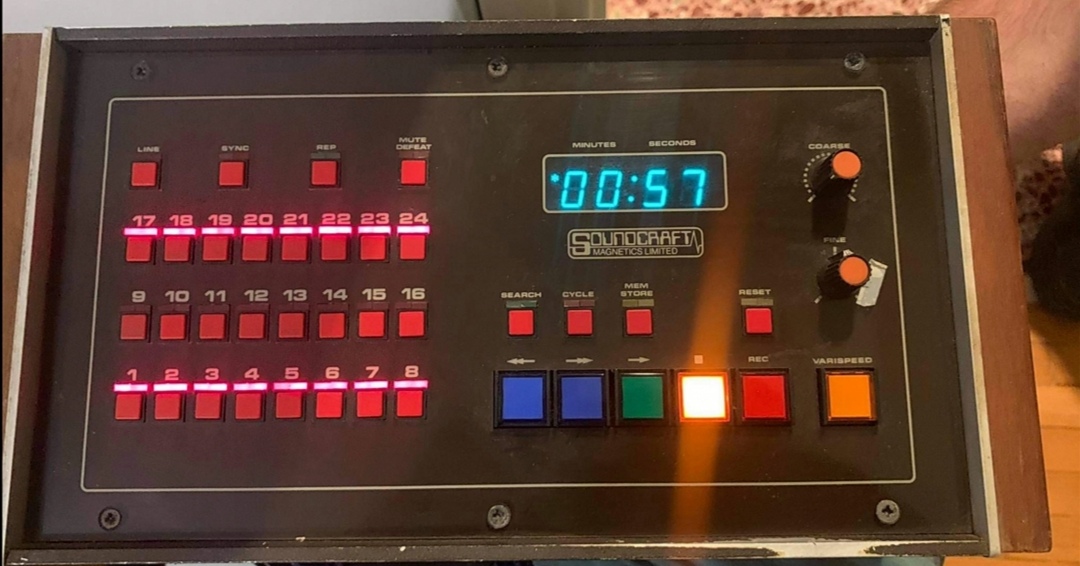 LINE SYNC REP MUTE DEFEAT
17 18 19 20 21 22 23 24
9 10 11 12 13 14 15 16
1 2 3 4 5 6 7 8
MINUTES SECONDS
*00:57
SOUNDCRAFT
MAGNETICS LIMITED
COARSE
FINE
SEARCH CYCLE MEM STORE RESET
REC VARISPEED